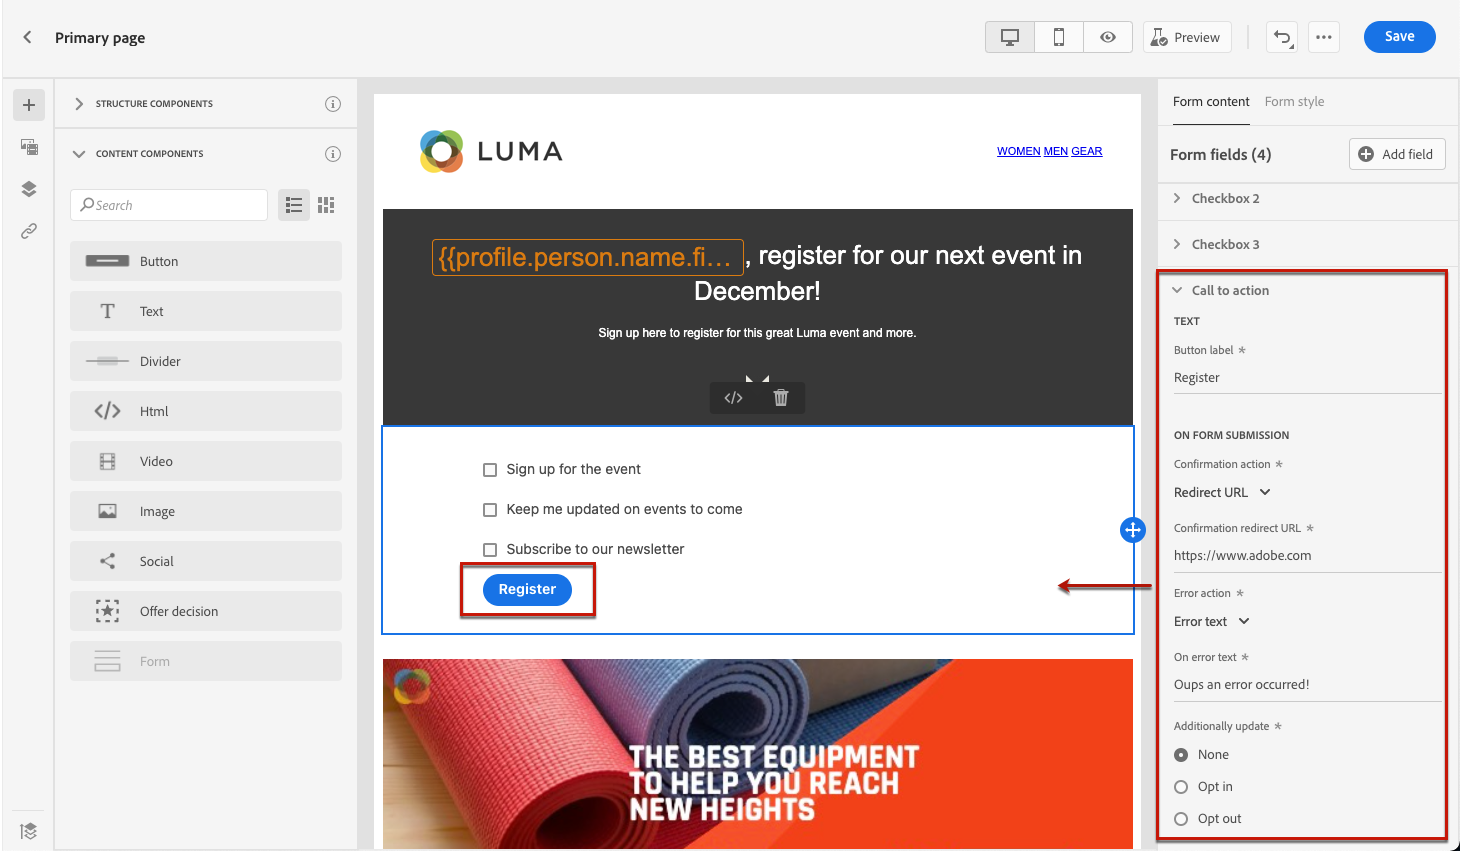 Primary page
Preview
Save
STRUCTURE COMPONENTS
CONTENT COMPONENTS
Search
Button
Text
Divider
Html
Video
Image
Social
Offer decision
Form
LUMA
WOMEN MEN GEAR
{{profile.person.name.fi… , register for our next event in
December!
Sign up here to register for this great Luma event and more.
Sign up for the event
Keep me updated on events to come
Subscribe to our newsletter
Register
THE BEST EQUIPMENT
TO HELP YOU REACH
NEW HEIGHTS
Form content Form style
Form fields (4) Add field
Checkbox 2
Checkbox 3
Call to action
TEXT
Button label *
Register
ON FORM SUBMISSION
Confirmation action *
Redirect URL
Confirmation redirect URL *
https://www.adobe.com
Error action *
Error text
On error text *
Oups an error occurred!
Additionally update *
None
Opt in
Opt out